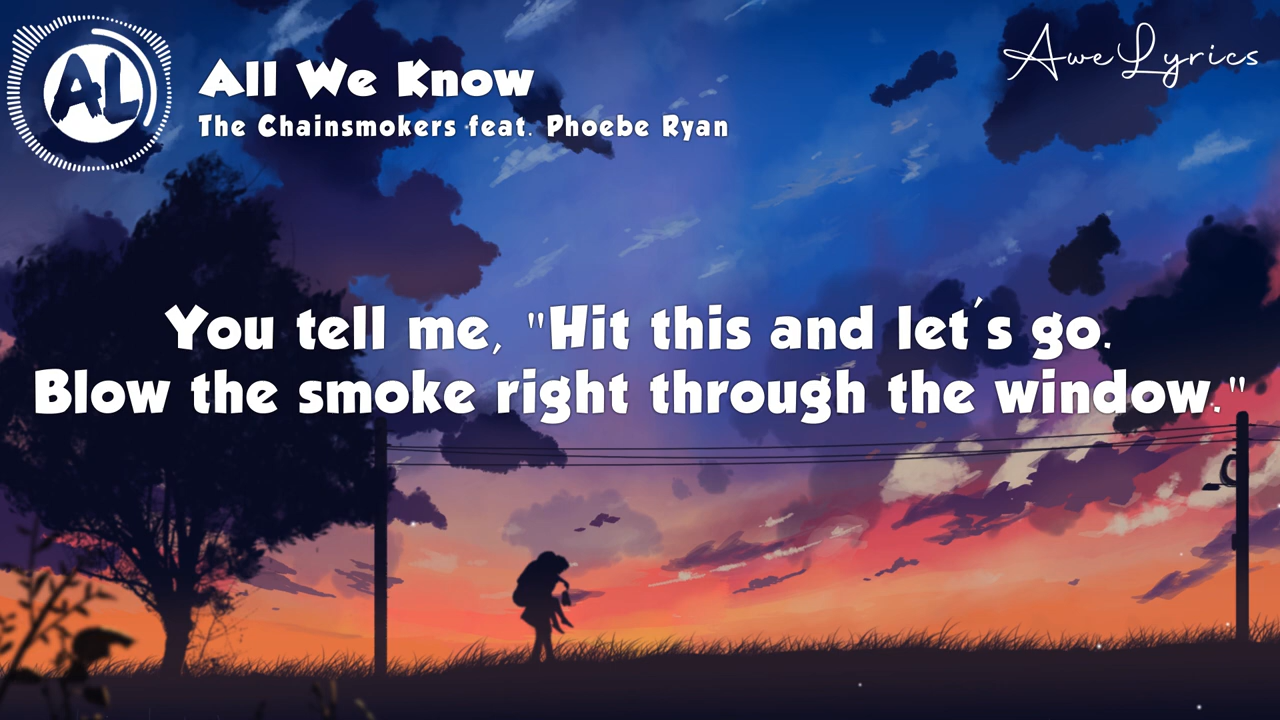 AL
All We Know
The Chainsmokers feat. Phoebe Ryan
AweLyrics
You tell me, "Hit this and let's go.
Blow the smoke right through the window."